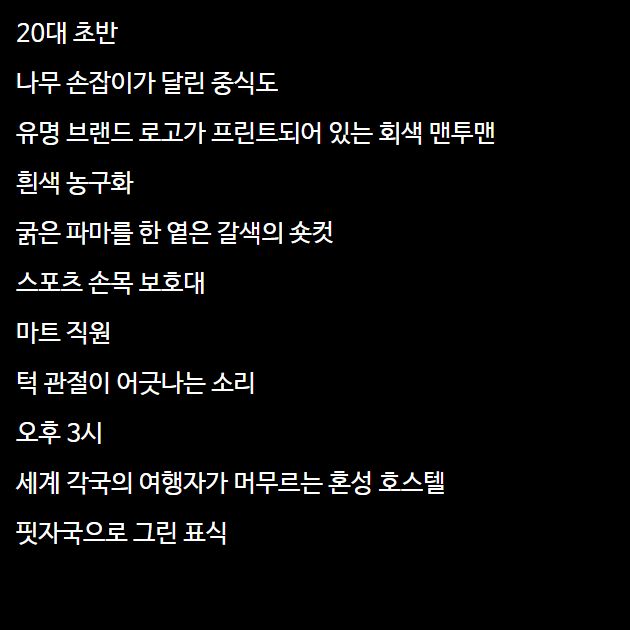 20대 초반
나무 손잡이가 달린 중식도
유명 브랜드 로고가 프린트되어 있는 회색 맨투맨
흰색 농구화
굵은 파마를 한 옅은 갈색의 숏컷
스포츠 손목 보호대
마트 직원
턱 관절이 어긋나는 소리
오후 3시
세계 각국의 여행자가 머무르는 혼성 호스텔
핏자국으로 그린 표식